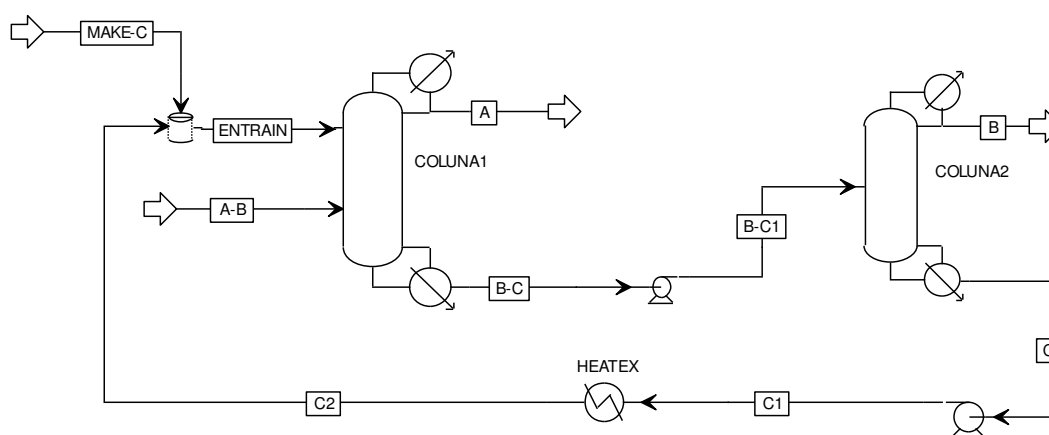 MAKE-C
ENTRAIN
A
COLUNA1
B
COLUNA2
A-B
B-C1
B-C
HEATEX
C2
C1